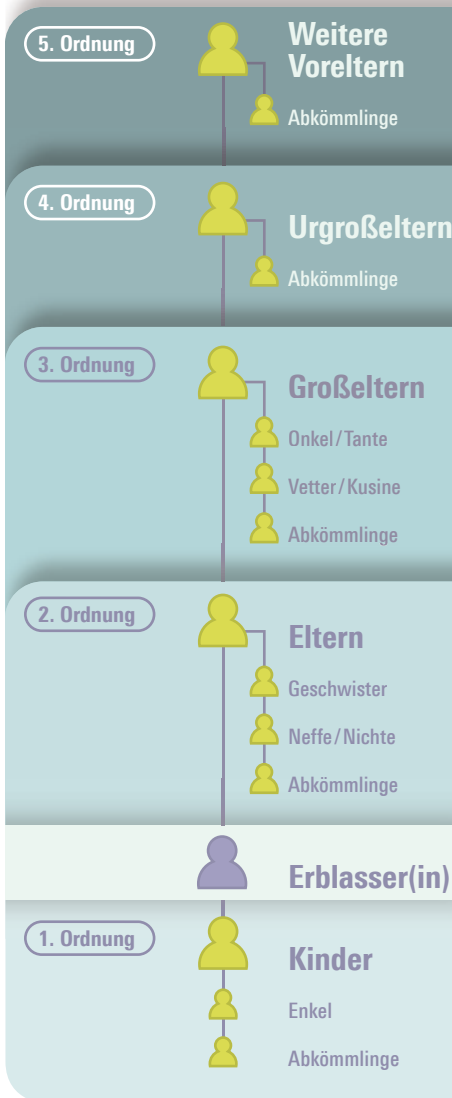 5. Ordnung
Weitere
Voreltern
Abkömmlinge
4. Ordnung
Urgroßeltern
Abkömmlinge
3. Ordnung
Großeltern
Onkel/Tante
Vetter/Kusine
Abkömmlinge
2. Ordnung
Eltern
Geschwister
Neffe/Nichte
Abkömmlinge
Erblasser(in)
1. Ordnung
Kinder
Enkel
Abkömmlinge